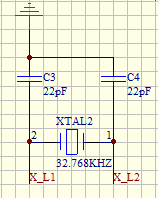 C3
22pF
C4
22pF
XTAL2
2
1
32.768KHZ
X_L1
X_L2